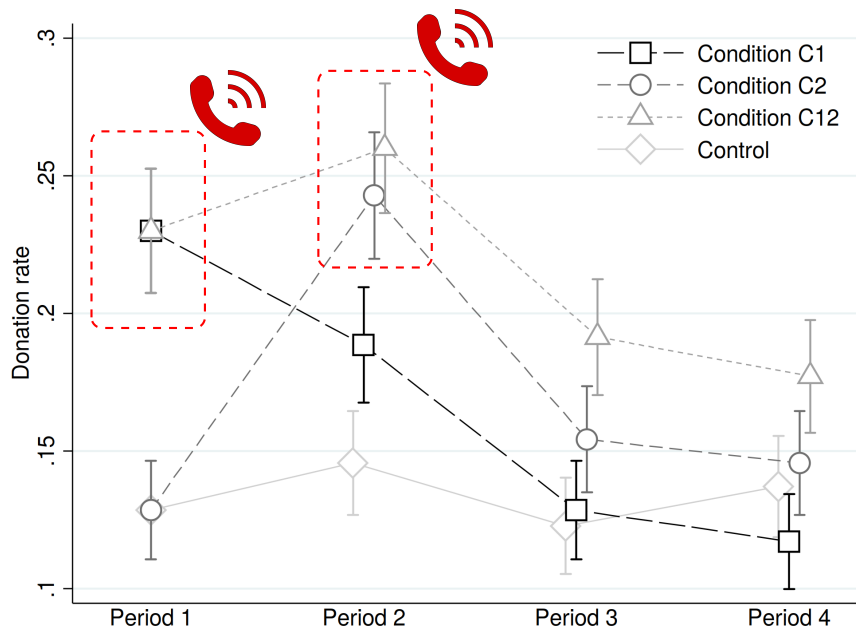 Condition C1
Condition C2
Condition C12
Control
Donation rate
.3
.25
.2
.15
.1
Period 1
Period 2
Period 3
Period 4